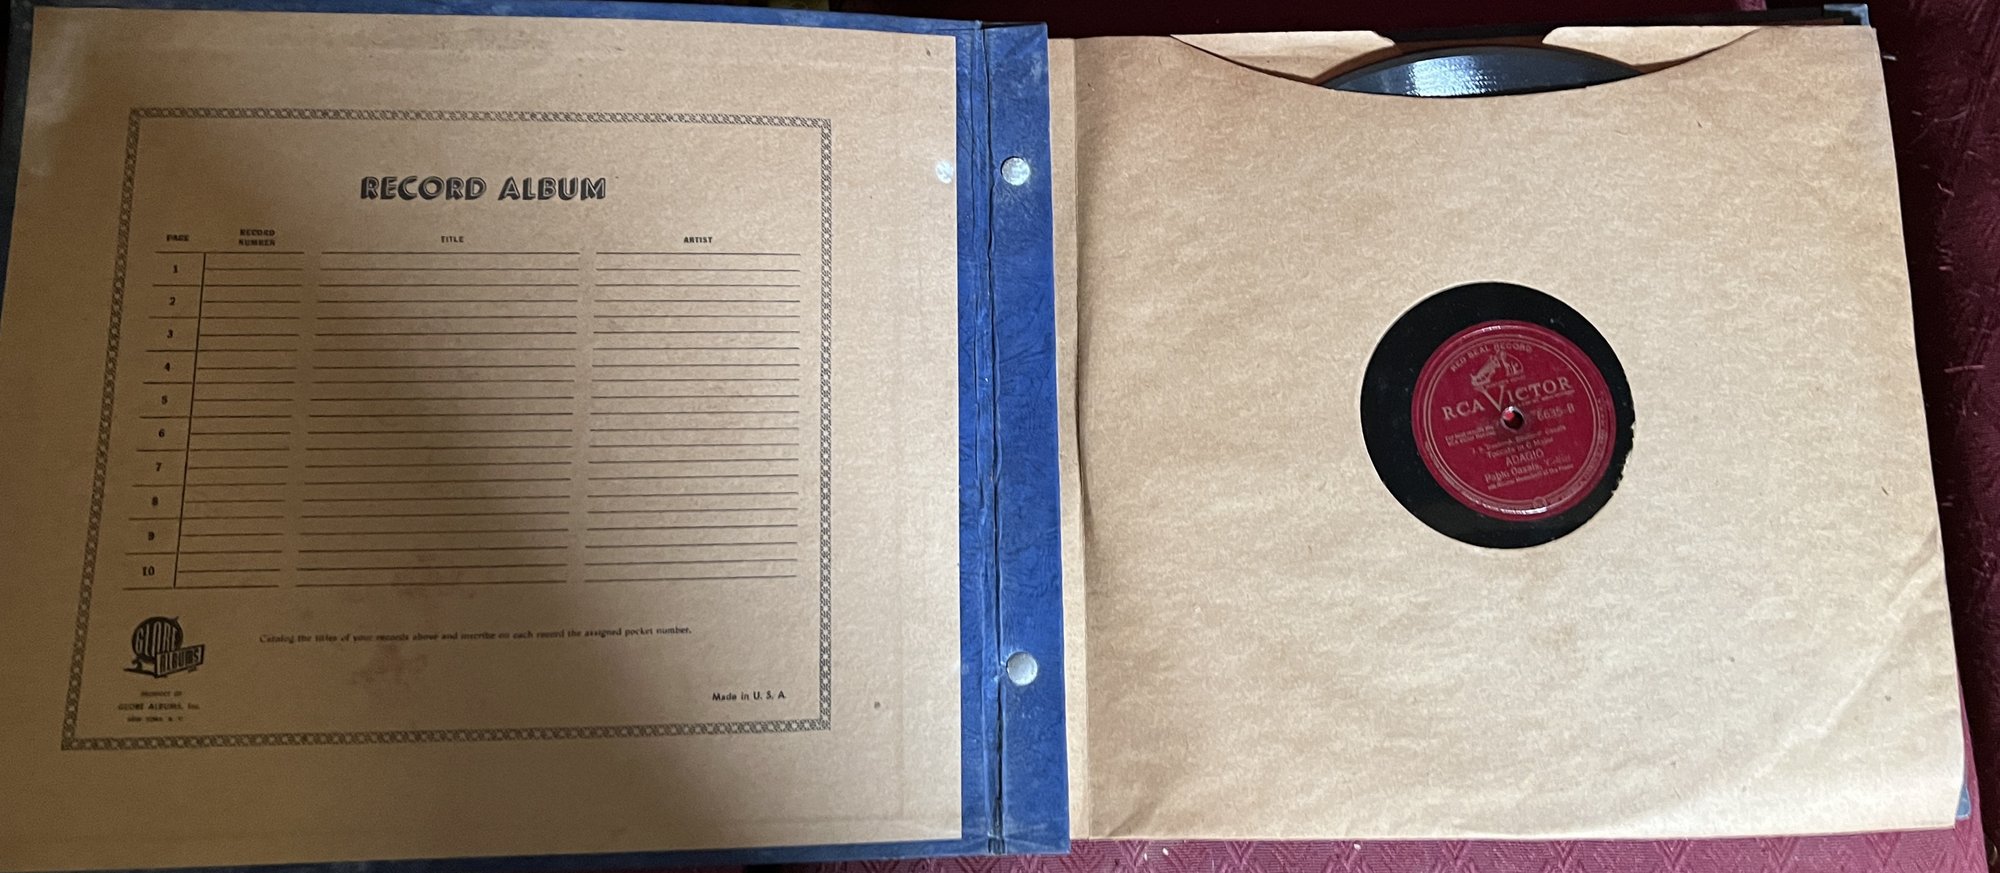 RECORD ALBUM
PAGE RECORD NUMBER TITLE ARTIST
1
2
3
4
5
6
7
8
9
10
GLOBE ALBUMS
Catalog the titles of your records above and inscribe on each record the assigned pocket number.
PRODUCT OF
GLOBE ALBUMS, Inc.
NEW YORK, N. Y.
Made in U. S. A.
RED SEAL RECORD
RCA VICTOR
6635-B
Toccata in C Major
ADAGIO
Pablo Casals,